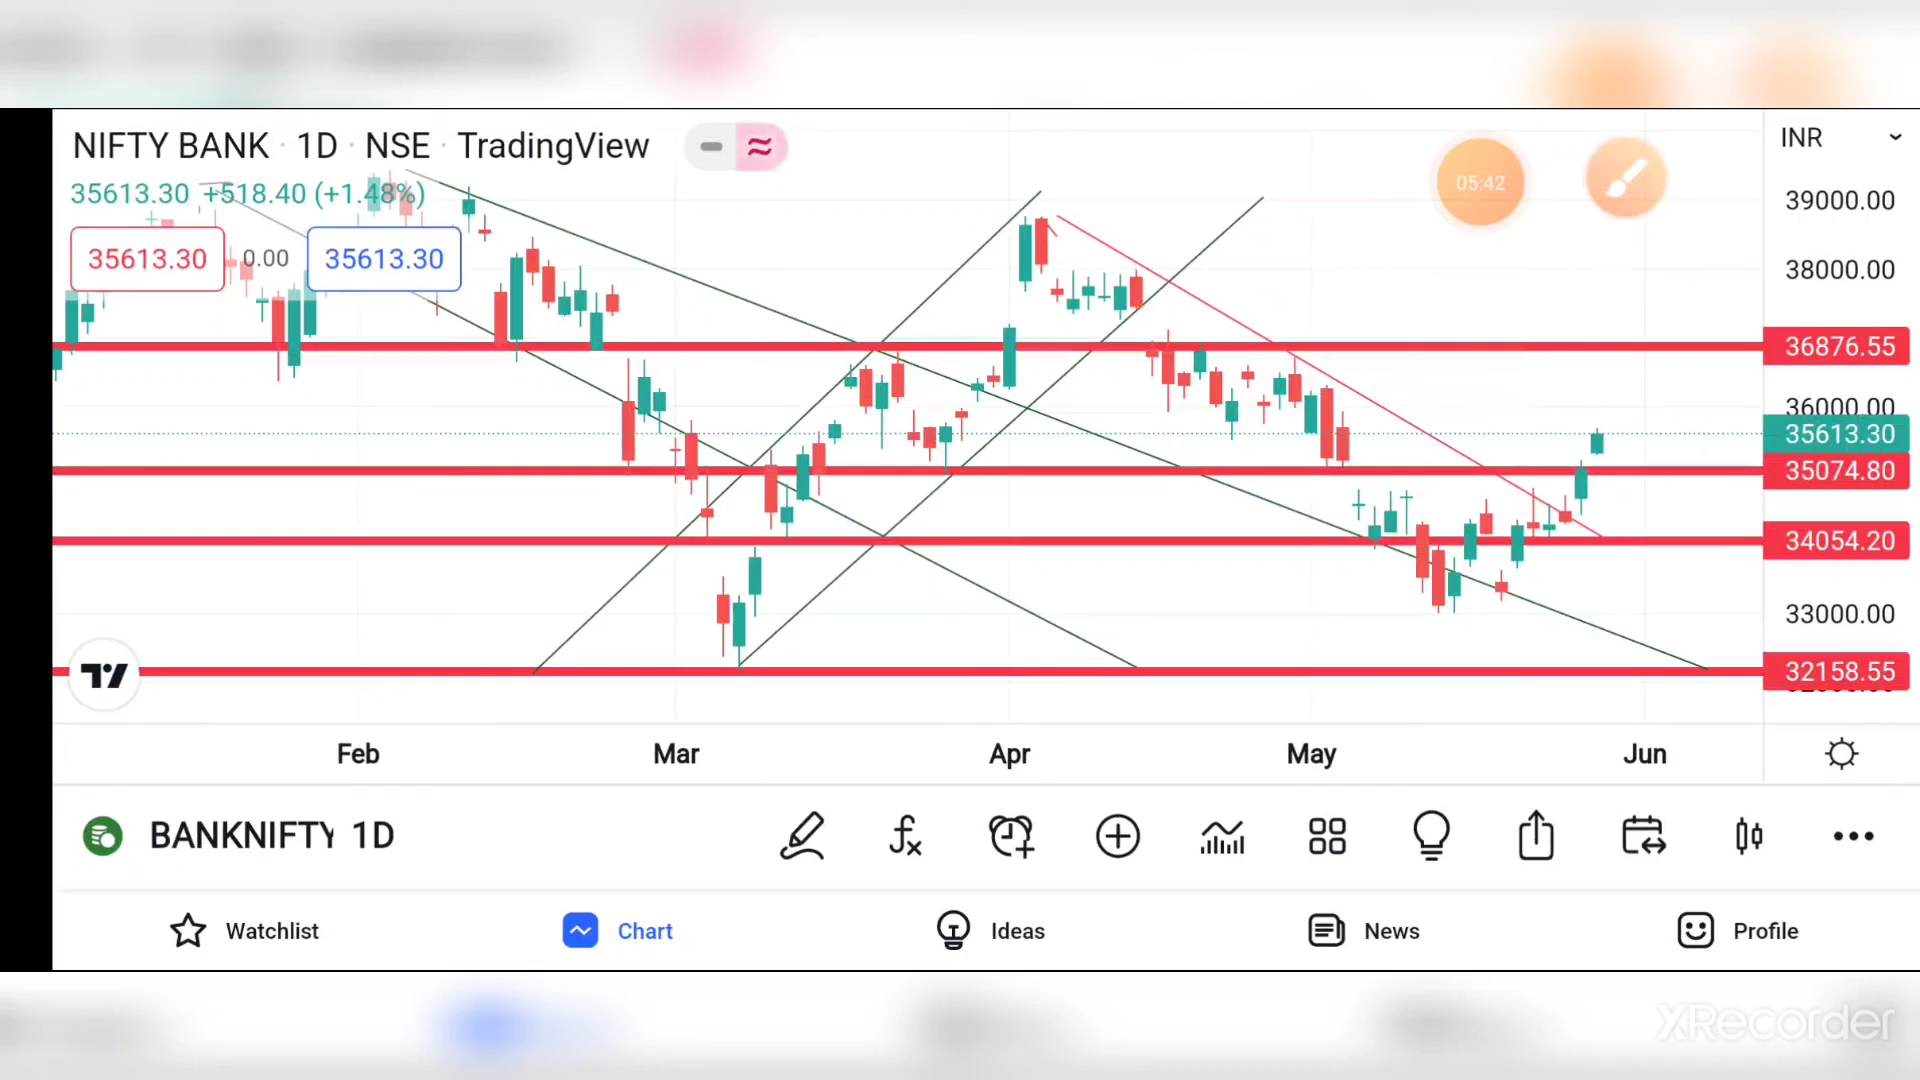 NIFTY BANK · 1D · NSE · TradingView
INR
35613.30 +518.40 (+1.48%)
05:42
39000.00
35613.30
0.00
35613.30
38000.00
36876.55
36000.00
35613.30
35074.80
34054.20
33000.00
32158.55
Feb
Mar
Apr
May
Jun
BANKNIFTY 1D
Watchlist
Chart
Ideas
News
Profile
XRecorder